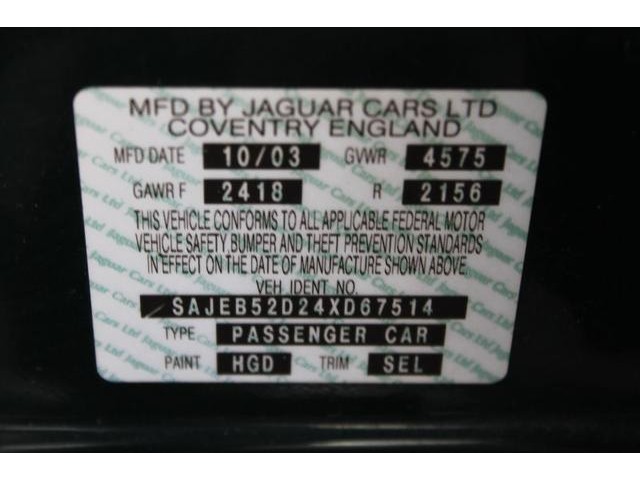 MFD BY JAGUAR CARS LTD
COVENTRY ENGLAND
MFD DATE 10/03 GVWR 4575
GAWR F 2418 R 2156
THIS VEHICLE CONFORMS TO ALL APPLICABLE FEDERAL MOTOR
VEHICLE SAFETY BUMPER AND THEFT PREVENTION STANDARDS
IN EFFECT ON THE DATE OF MANUFACTURE SHOWN ABOVE.
VEH IDENT NO.
SAJEB52D24XD67514
TYPE PASSENGER CAR
PAINT HGD TRIM SEL